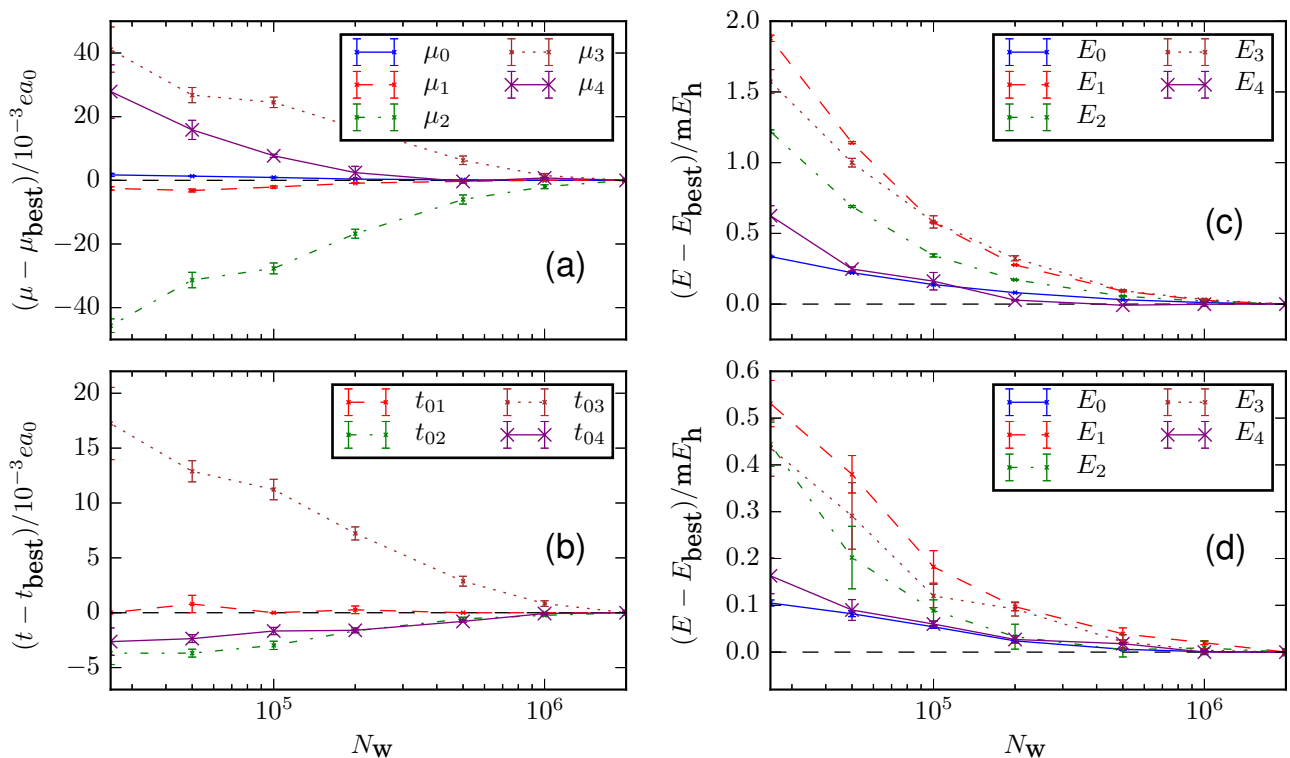 (μ − μbest)/10⁻³ea₀
40
20
0
−20
−40
μ₀
μ₁
μ₂
μ₃
μ₄
(a)
(E − Ebest)/mEh
2.0
1.5
1.0
0.5
0.0
E₀
E₁
E₂
E₃
E₄
(c)
(t − tbest)/10⁻³ea₀
20
15
10
5
0
−5
t₀₁
t₀₂
t₀₃
t₀₄
(b)
10⁵
10⁶
Nw
(E − Ebest)/mEh
0.6
0.5
0.4
0.3
0.2
0.1
0.0
E₀
E₁
E₂
E₃
E₄
(d)
10⁵
10⁶
Nw